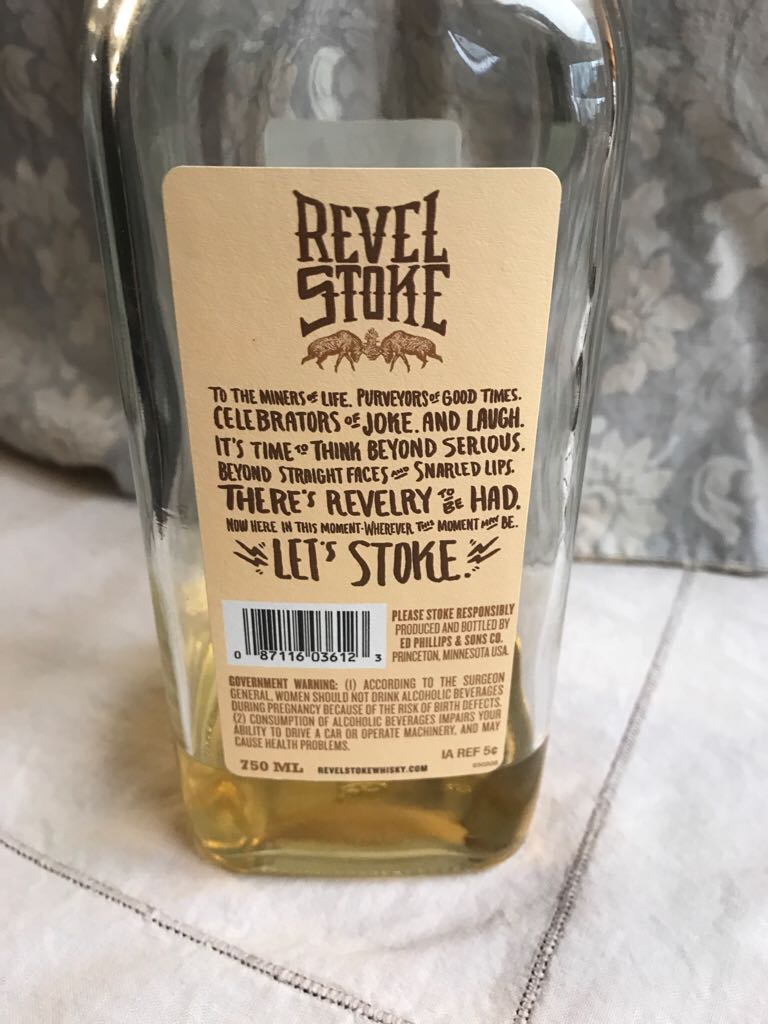 REVEL
STOKE
TO THE MINERS OF LIFE. PURVEYORS OF GOOD TIMES.
CELEBRATORS OF JOKE. AND LAUGH.
IT'S TIME TO THINK BEYOND SERIOUS.
BEYOND STRAIGHT FACES AND SNARLED LIPS.
THERE'S REVELRY TO BE HAD.
NOW HERE IN THIS MOMENT-WHEREVER THIS MOMENT MAY BE.
LET'S STOKE.
0 87116 03612 3
PLEASE STOKE RESPONSIBLY
PRODUCED AND BOTTLED BY
ED PHILLIPS & SONS CO.
PRINCETON, MINNESOTA USA.
GOVERNMENT WARNING: (1) ACCORDING TO THE SURGEON
GENERAL, WOMEN SHOULD NOT DRINK ALCOHOLIC BEVERAGES
DURING PREGNANCY BECAUSE OF THE RISK OF BIRTH DEFECTS.
(2) CONSUMPTION OF ALCOHOLIC BEVERAGES IMPAIRS YOUR
ABILITY TO DRIVE A CAR OR OPERATE MACHINERY, AND MAY
CAUSE HEALTH PROBLEMS.
IA REF 5¢
750 ML REVELSTOKEWHISKY.COM